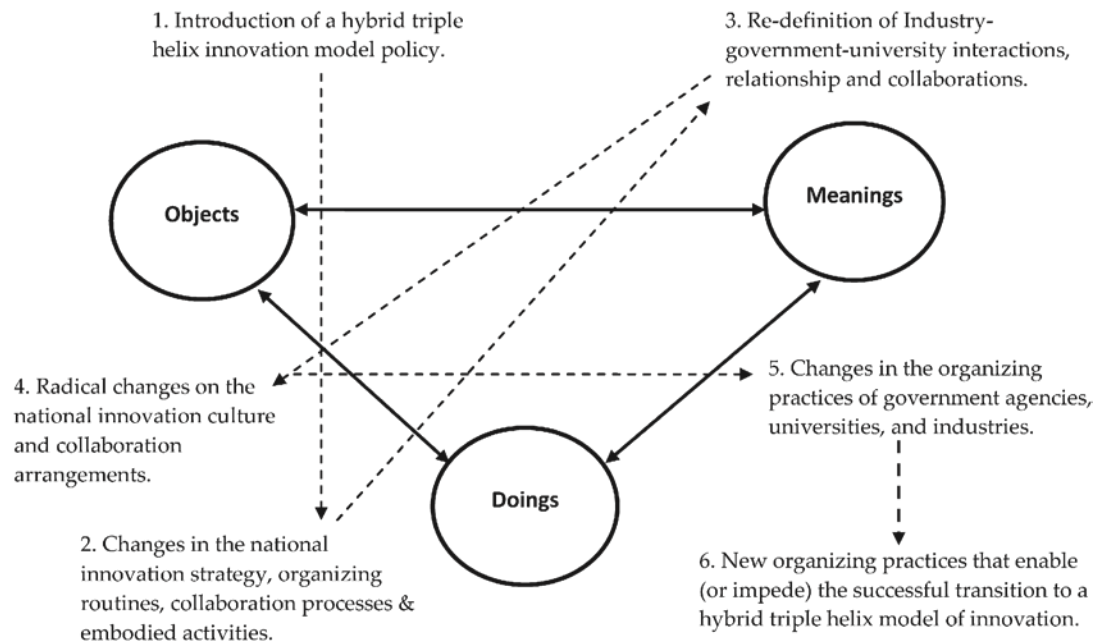 1. Introduction of a hybrid triple
helix innovation model policy.
3. Re-definition of Industry-
government-university interactions,
relationship and collaborations.
Objects
Meanings
4. Radical changes on the
national innovation culture
and collaboration
arrangements.
5. Changes in the organizing
practices of government agencies,
universities, and industries.
Doings
2. Changes in the national
innovation strategy, organizing
routines, collaboration processes &
embodied activities.
6. New organizing practices that enable
(or impede) the successful transition to a
hybrid triple helix model of innovation.